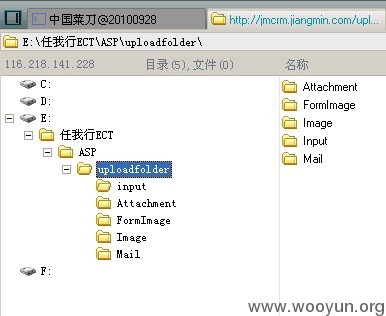 中国菜刀@20100928
http://jmcrm.jiangmin.com/upl...
E:\任我行ECT\ASP\uploadfolder\
116.218.141.228 目录(5),文件(0) 名称
C:
D:
E:
任我行ECT
ASP
uploadfolder
input
Attachment
FormImage
Image
Mail
F:
Attachment
FormImage
Image
Input
Mail
www.wooyun.org